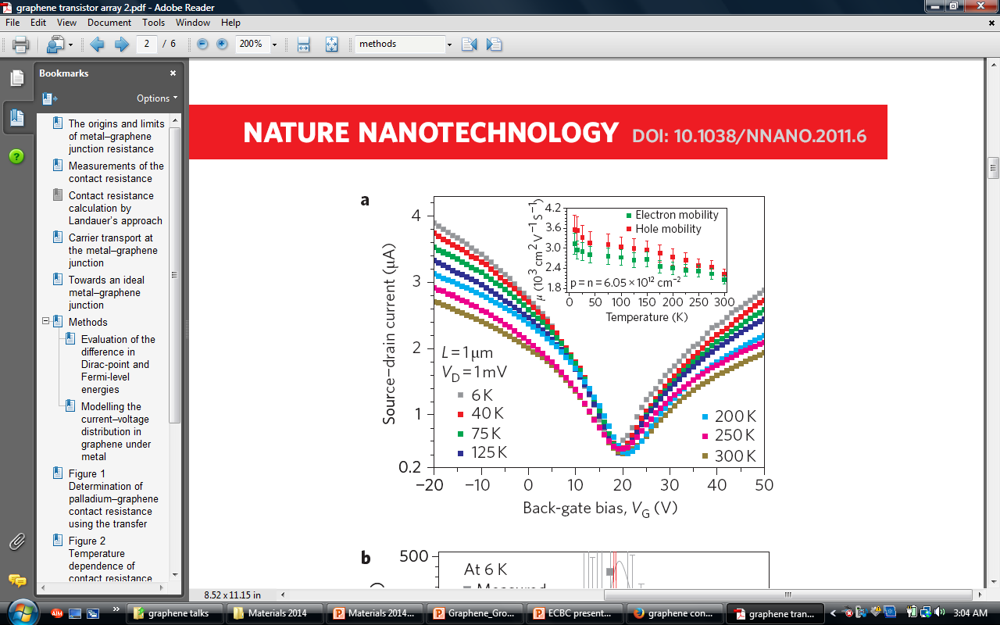 graphene transistor array 2.pdf - Adobe Reader
File Edit View Document Tools Window Help
2 / 6 200% methods
Bookmarks
Options
The origins and limits
of metal–graphene
junction resistance
Measurements of the
contact resistance
Contact resistance
calculation by
Landauer's approach
Carrier transport at
the metal–graphene
junction
Towards an ideal
metal–graphene
junction
Methods
Evaluation of the
difference in
Dirac-point and
Fermi-level
energies
Modelling the
current–voltage
distribution in
graphene under
metal
Figure 1
Determination of
palladium–graphene
contact resistance
using the transfer
Figure 2
Temperature
dependence of
contact resistance
NATURE NANOTECHNOLOGY DOI: 10.1038/NNANO.2011.6
a
Source–drain current (μA)
4
3
2
1
0.2
−20 −10 0 10 20 30 40 50
Back-gate bias, VG (V)
L = 1 μm
VD = 1 mV
6 K
40 K
75 K
125 K
200 K
250 K
300 K
μ (10³ cm² V⁻¹ s⁻¹)
4.2
3.6
3.0
2.4
1.8
Electron mobility
Hole mobility
p = n = 6.05 × 10¹² cm⁻²
0 50 100 150 200 250 300
Temperature (K)
b
500
At 6 K
Measured
8.52 x 11.15 in
AIM
graphene talks
Materials 2014
Materials 2014...
Graphene_Gro...
ECBC present...
graphene con...
graphene tran...
3:04 AM